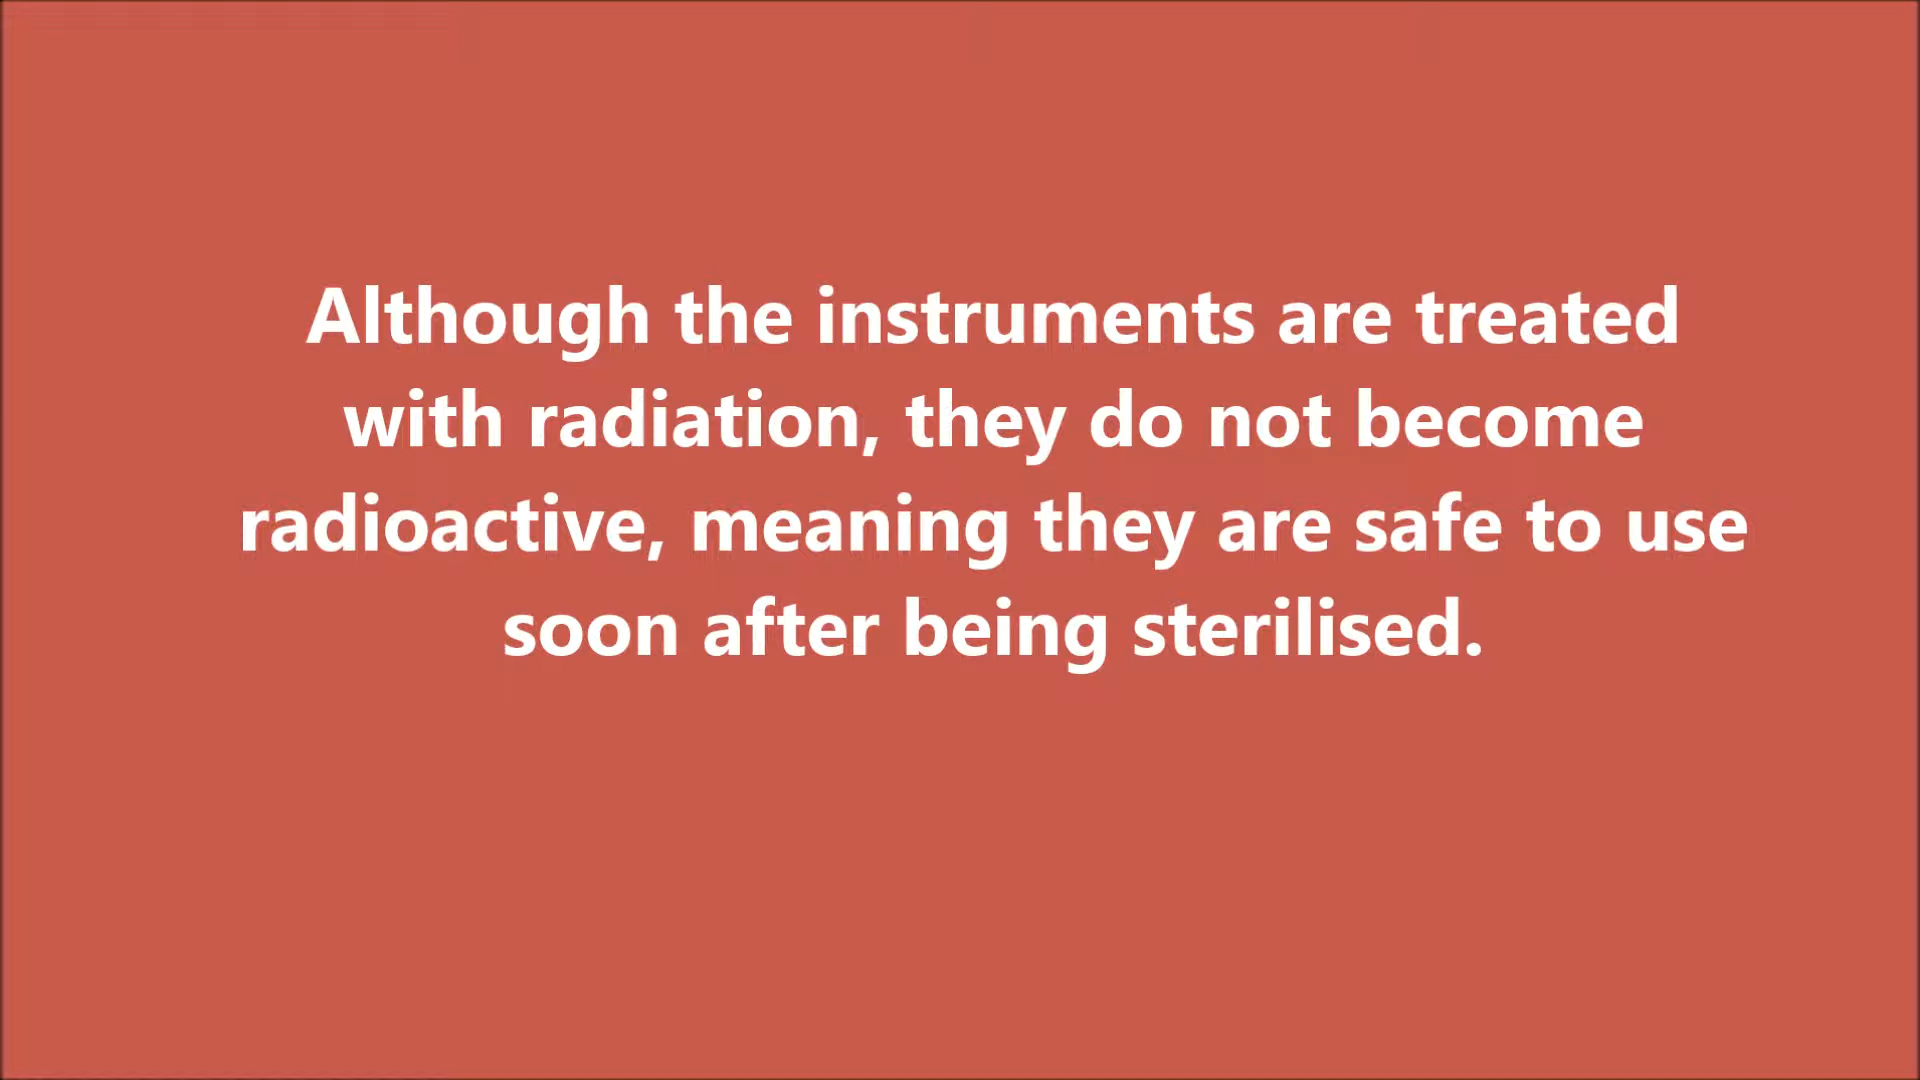 Although the instruments are treated
with radiation, they do not become
radioactive, meaning they are safe to use
soon after being sterilised.